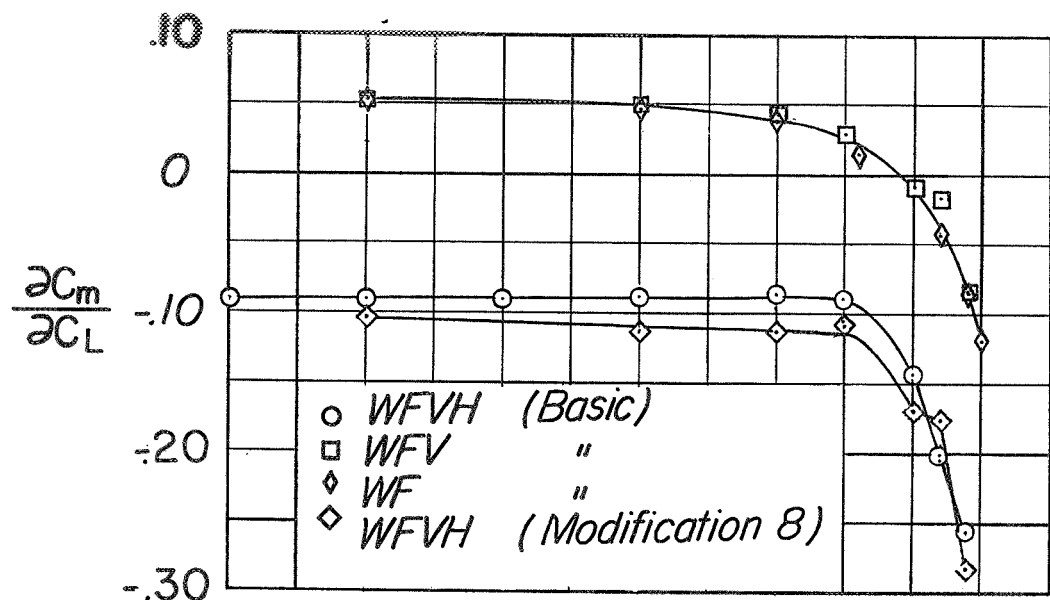 .10
0
∂Cm
∂CL
-.10
-.20
-.30
WFVH (Basic)
WFV "
WF "
WFVH (Modification 8)